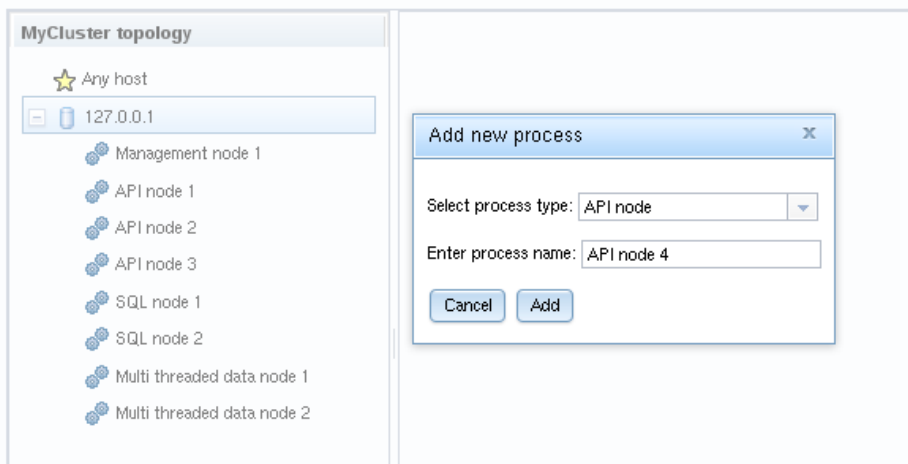 MyCluster topology
Any host
127.0.0.1
Management node 1
API node 1
API node 2
API node 3
SQL node 1
SQL node 2
Multi threaded data node 1
Multi threaded data node 2
Add new process x
Select process type: API node
Enter process name: API node 4
Cancel Add